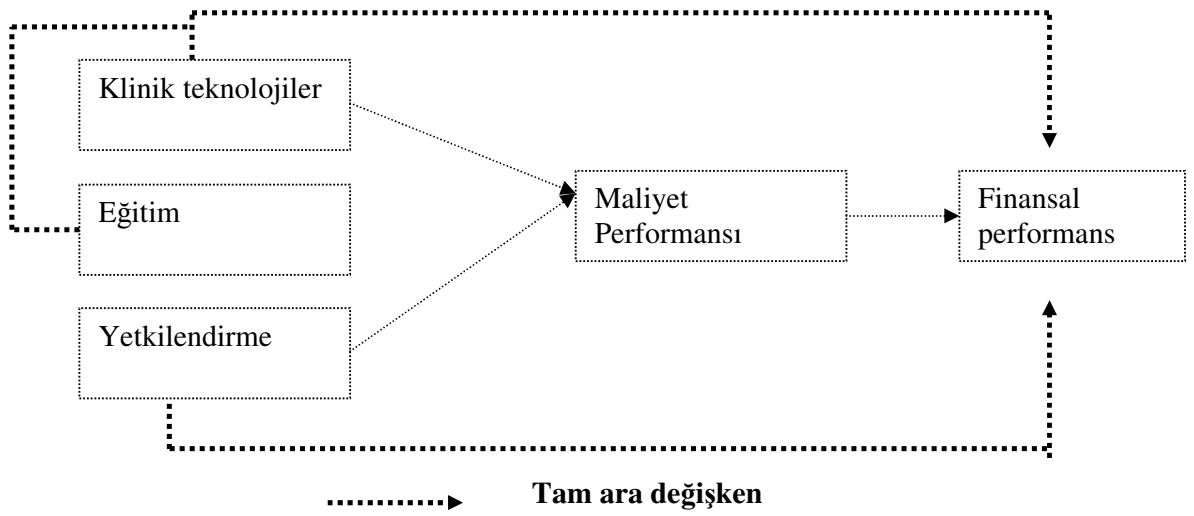 Klinik teknolojiler
Eğitim
Yetkilendirme
Maliyet
Performansı
Finansal
performans
Tam ara değişken